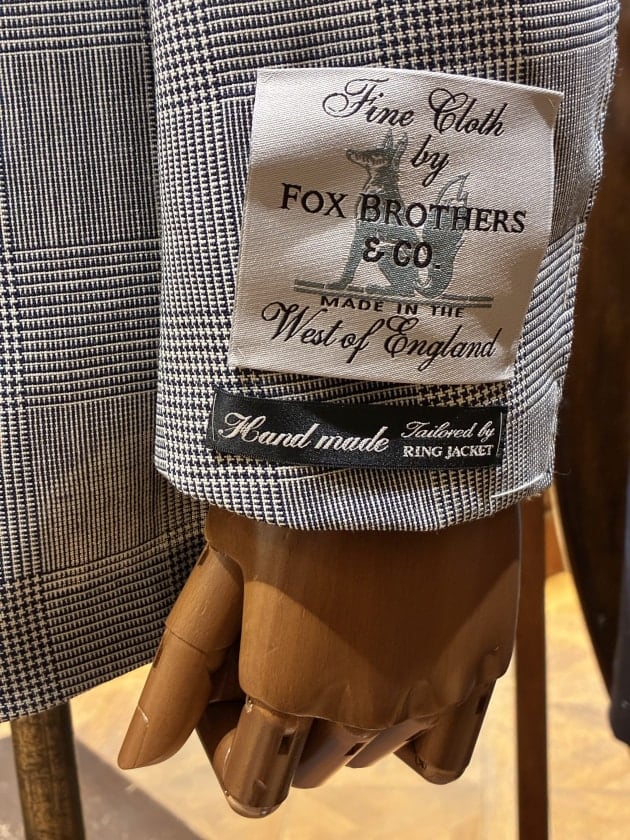 Fine Cloth
by
FOX BROTHERS
& CO.
MADE IN THE
West of England
Hand made Tailored by
RING JACKET